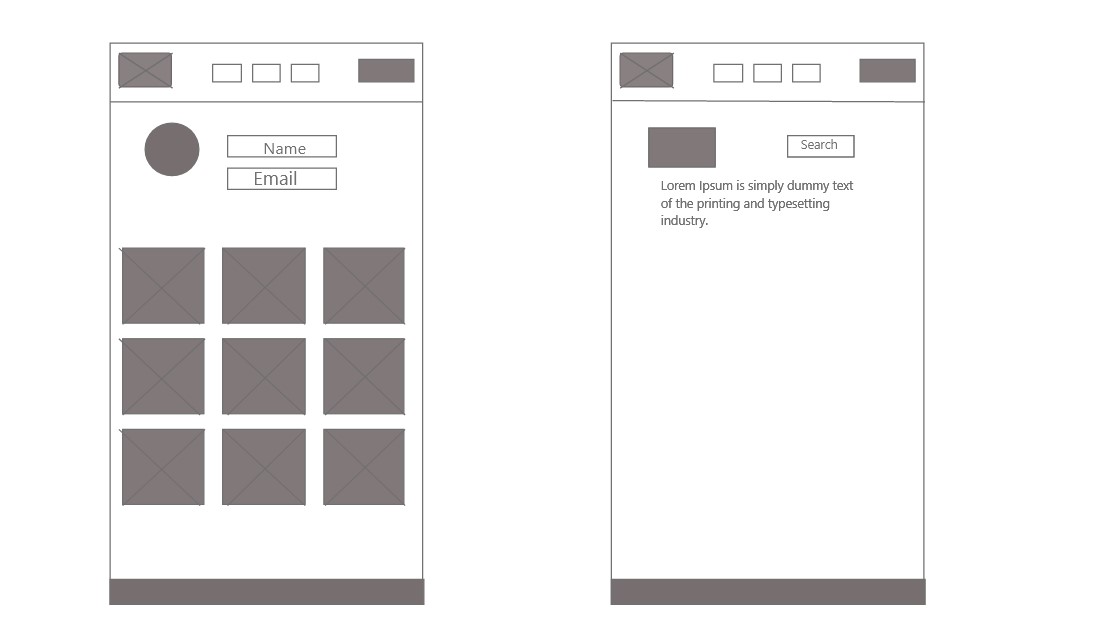 Name
Email
Search
Lorem Ipsum is simply dummy text
of the printing and typesetting
industry.